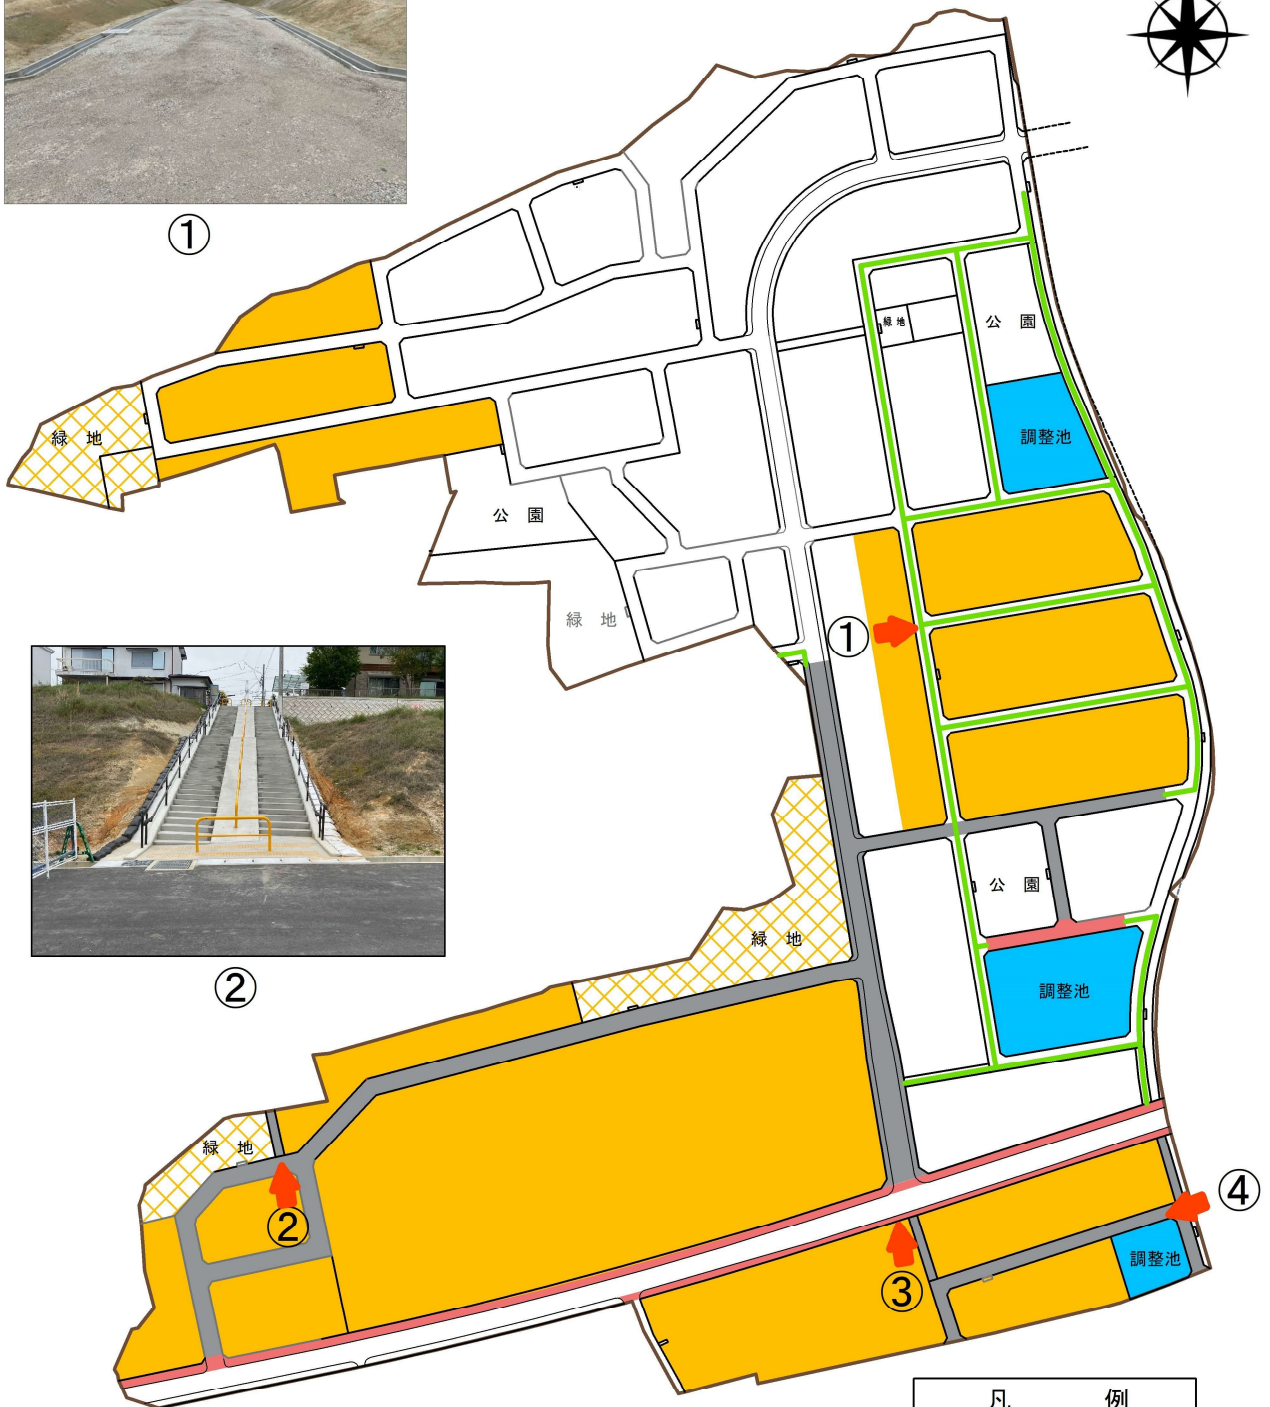 ①
緑地
公 園
調整池
緑 地
公 園
緑 地
①
公 園
緑 地
②
調整池
緑 地
②
④
調整池
③
凡 例